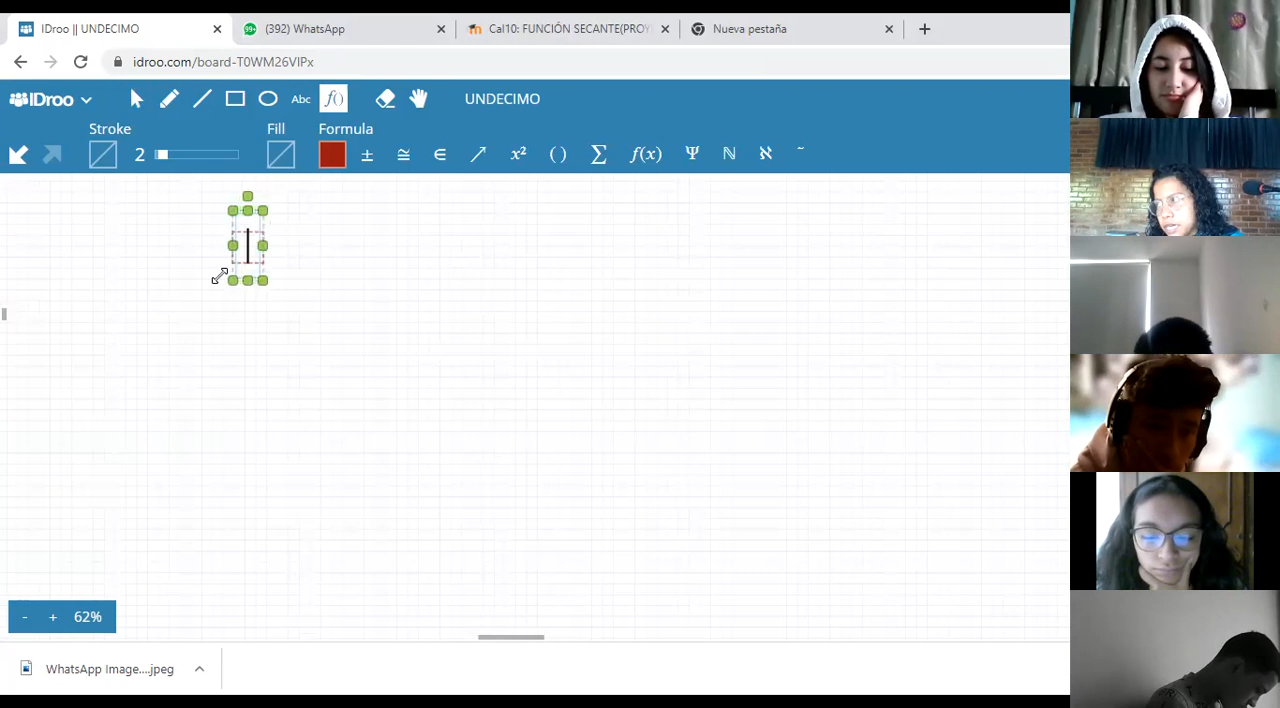 IDroo || UNDECIMO
99+ (392) WhatsApp
Cal10: FUNCIÓN SECANTE(PROY
Nueva pestaña
idroo.com/board-T0WM26VIPx
IDroo Abc f() UNDECIMO
Stroke Fill Formula
2 ± ≅ ∈ x² ( ) ∑ f(x) Ψ ℕ ℵ ~
- + 62%
WhatsApp Image....jpeg